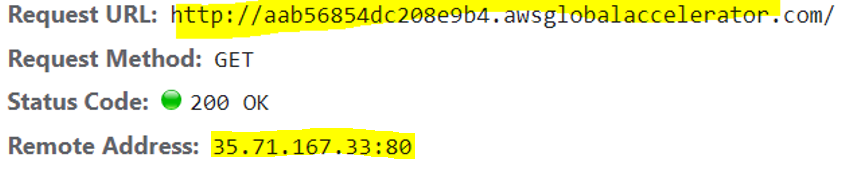 Request URL: http://aab56854dc208e9b4.awsglobalaccelerator.com/
Request Method: GET
Status Code: 200 OK
Remote Address: 35.71.167.33:80